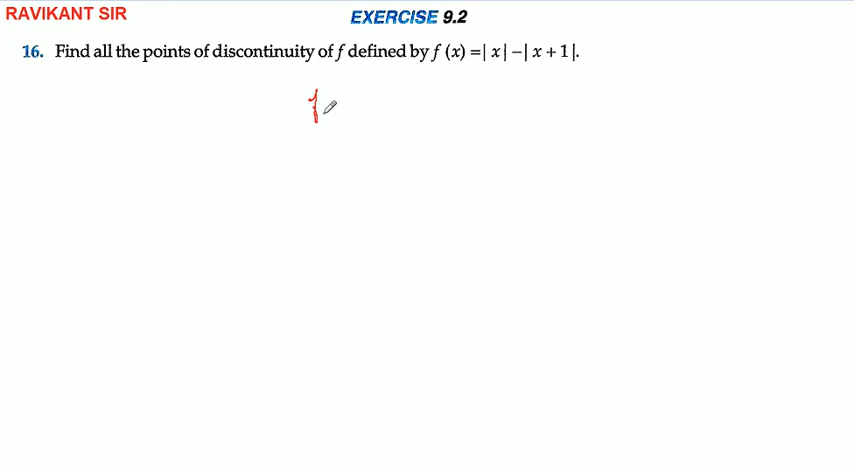 RAVIKANT SIR
EXERCISE 9.2
16. Find all the points of discontinuity of f defined by f (x) =| x | −| x + 1 |.
f